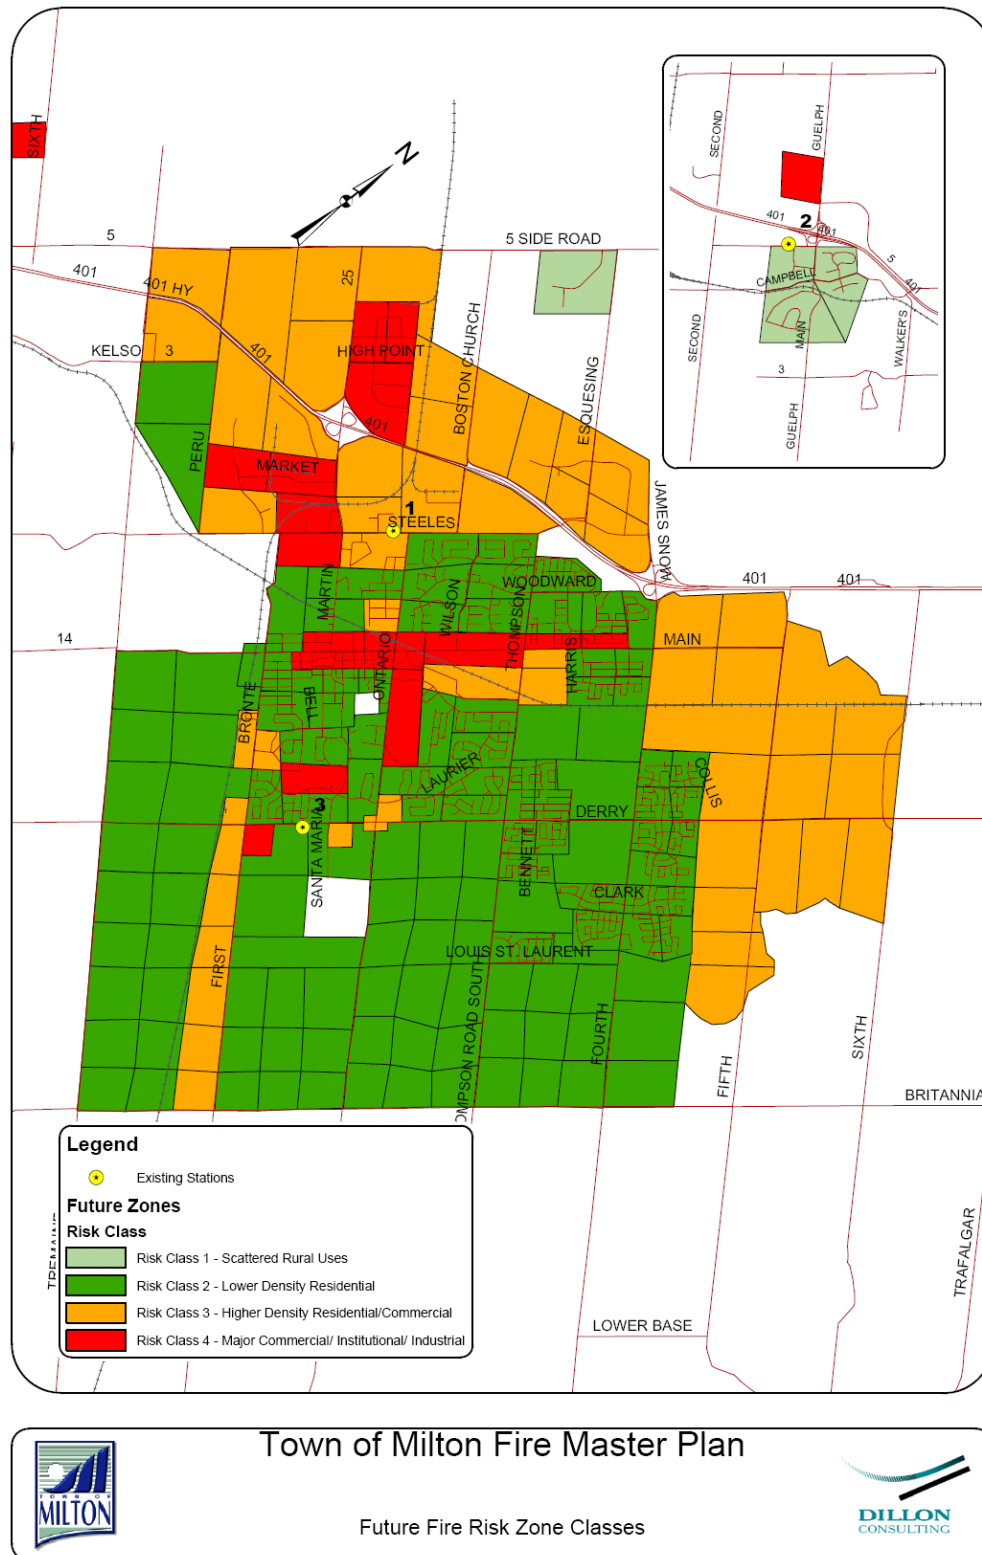 SIXTH
N
5
5 SIDE ROAD
401
401 HY
25
KELSO
3
401
HIGH POINT
BOSTON CHURCH
ESQUESING
401
PERU
MARKET
1
STEELES
JAMES SNOW
401
401
MARTIN
WILSON
WOODWARD
THOMPSON
14
ONTARIO
HARRIS
MAIN
BRONTE
BELL
LAURIER
COLLIS
3
DERRY
SANTA MARIA
BENNETT
CLARK
FIRST
LOUIS ST. LAURENT
OMPSON ROAD SOUTH
FOURTH
FIFTH
SIXTH
BRITANNIA
TRAFALGAR
LOWER BASE
SECOND
GUELPH
2
401
401
5
401
CAMPBELL
MAIN
SECOND
WALKER'S
3
GUELPH
Legend
Existing Stations
Future Zones
Risk Class
Risk Class 1 - Scattered Rural Uses
Risk Class 2 - Lower Density Residential
Risk Class 3 - Higher Density Residential/Commercial
Risk Class 4 - Major Commercial/ Institutional/ Industrial
Town of Milton Fire Master Plan
Future Fire Risk Zone Classes
TOWN OF
MILTON
DILLON
CONSULTING